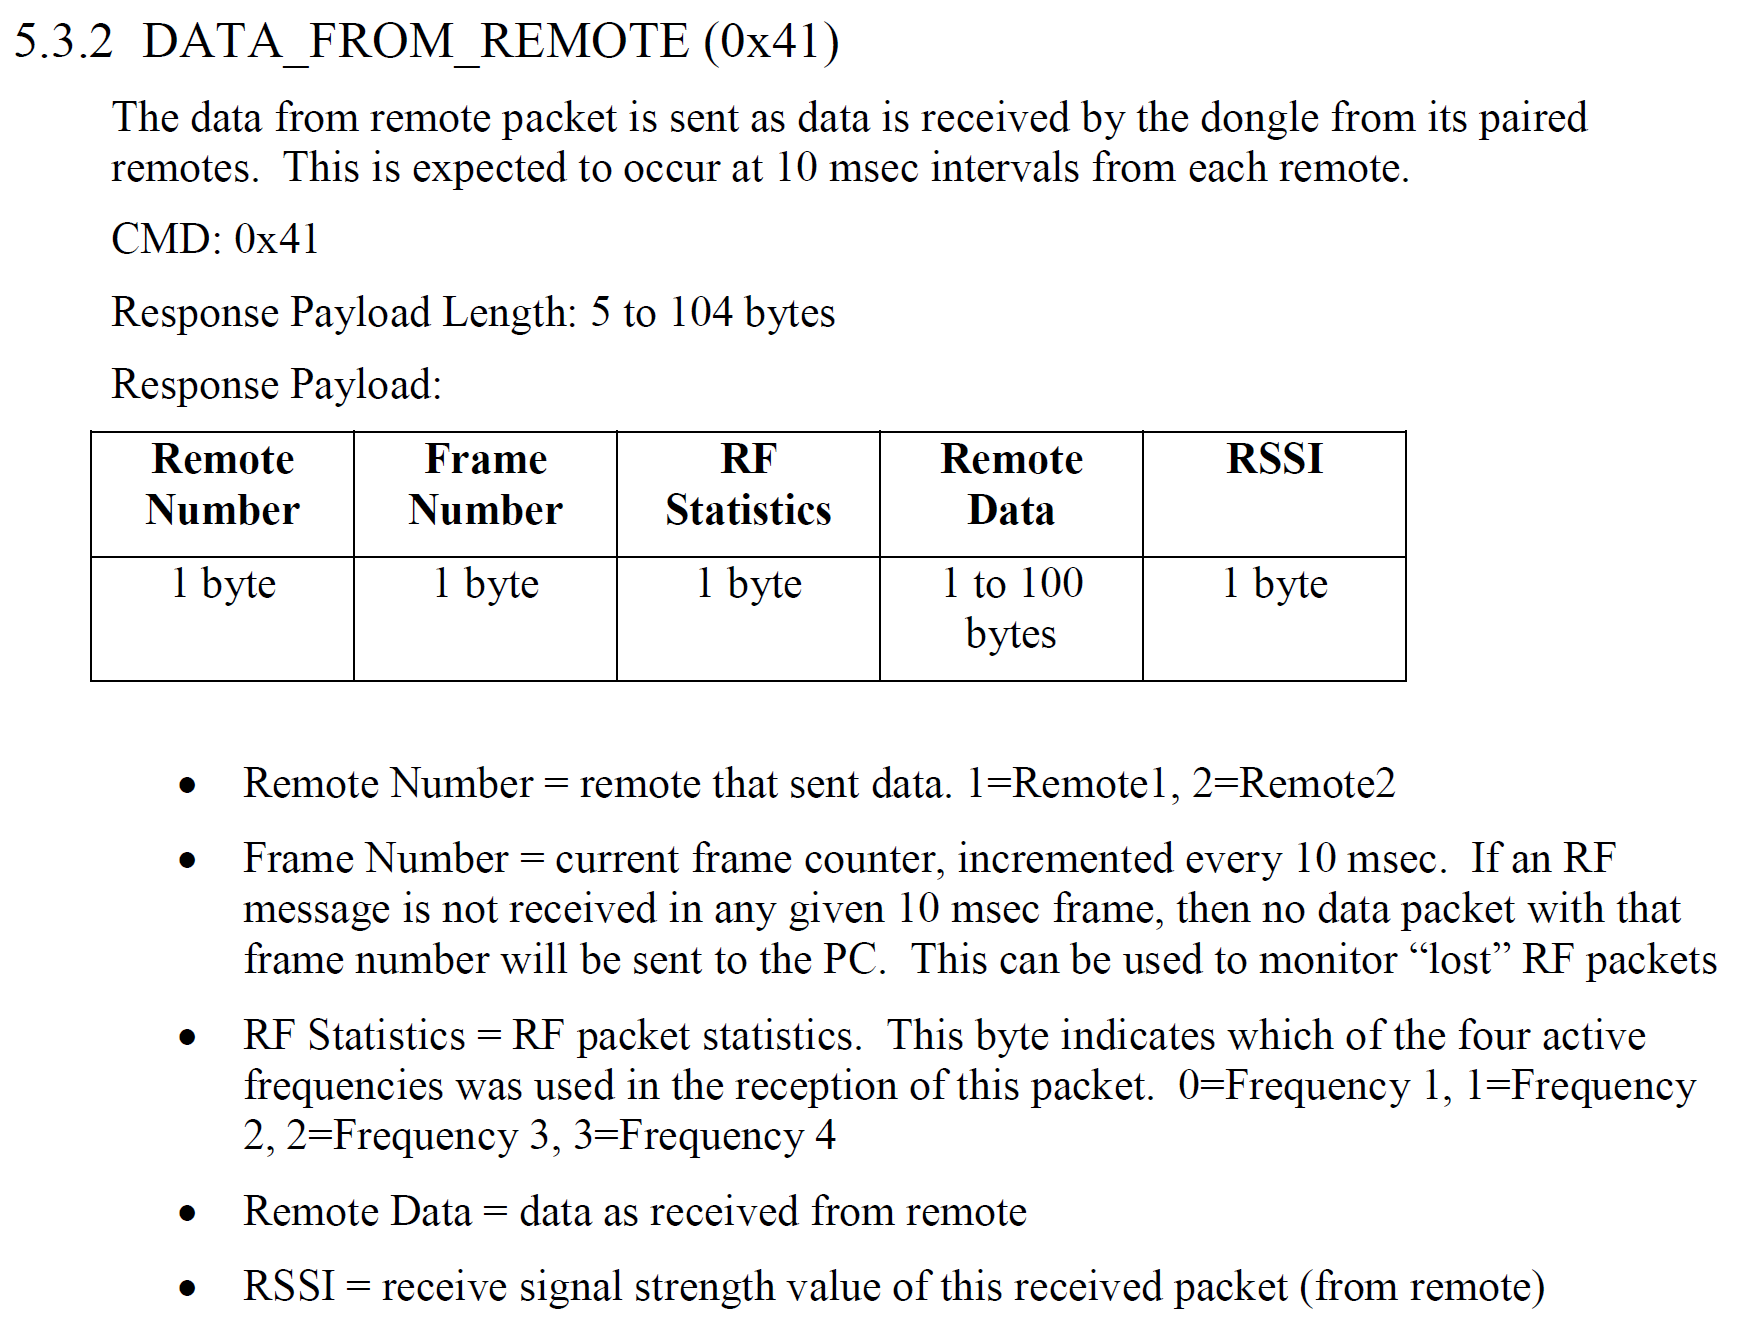 5.3.2 DATA_FROM_REMOTE (0x41)
The data from remote packet is sent as data is received by the dongle from its paired
remotes. This is expected to occur at 10 msec intervals from each remote.
CMD: 0x41
Response Payload Length: 5 to 104 bytes
Response Payload:
Remote Number | Frame Number | RF Statistics | Remote Data | RSSI
1 byte | 1 byte | 1 byte | 1 to 100 bytes | 1 byte
• Remote Number = remote that sent data. 1=Remote1, 2=Remote2
• Frame Number = current frame counter, incremented every 10 msec. If an RF
message is not received in any given 10 msec frame, then no data packet with that
frame number will be sent to the PC. This can be used to monitor “lost” RF packets
• RF Statistics = RF packet statistics. This byte indicates which of the four active
frequencies was used in the reception of this packet. 0=Frequency 1, 1=Frequency
2, 2=Frequency 3, 3=Frequency 4
• Remote Data = data as received from remote
• RSSI = receive signal strength value of this received packet (from remote)